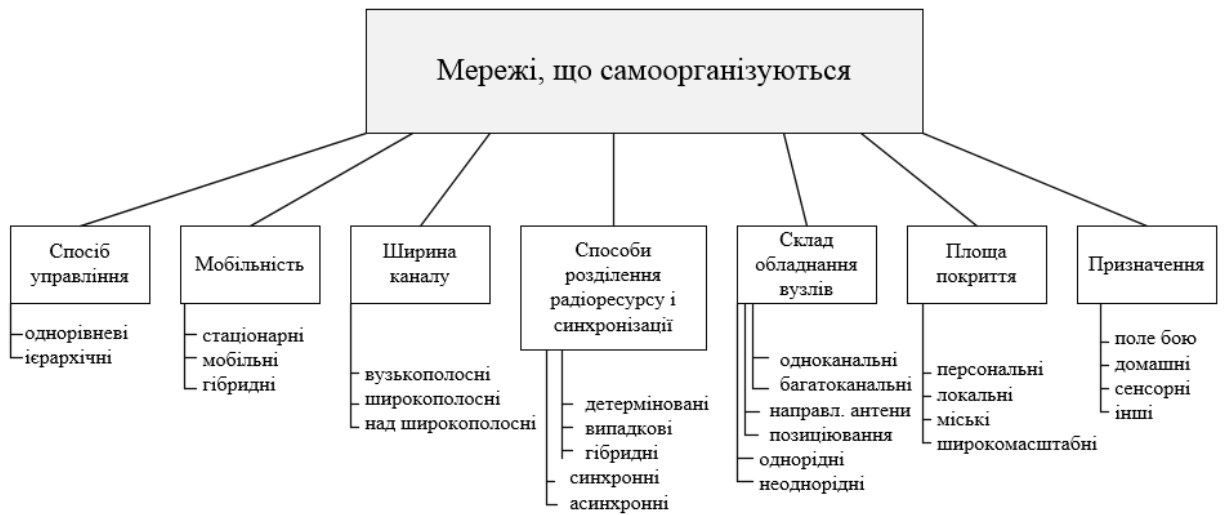 Мережі, що самоорганізуються
Спосіб
управління
однорівневі
ієрархічні
Мобільність
стаціонарні
мобільні
гібридні
Ширина
каналу
вузькополосні
широкополосні
над широкополосні
Способи
розділення
радіоресурсу і
синхронізації
детерміновані
випадкові
гібридні
синхронні
асинхронні
Склад
обладнання
вузлів
одноканальні
багатоканальні
направл. антени
позиціювання
однорідні
неоднорідні
Площа
покриття
персональні
локальні
міські
широкомасштабні
Призначення
поле бою
домашні
сенсорні
інші